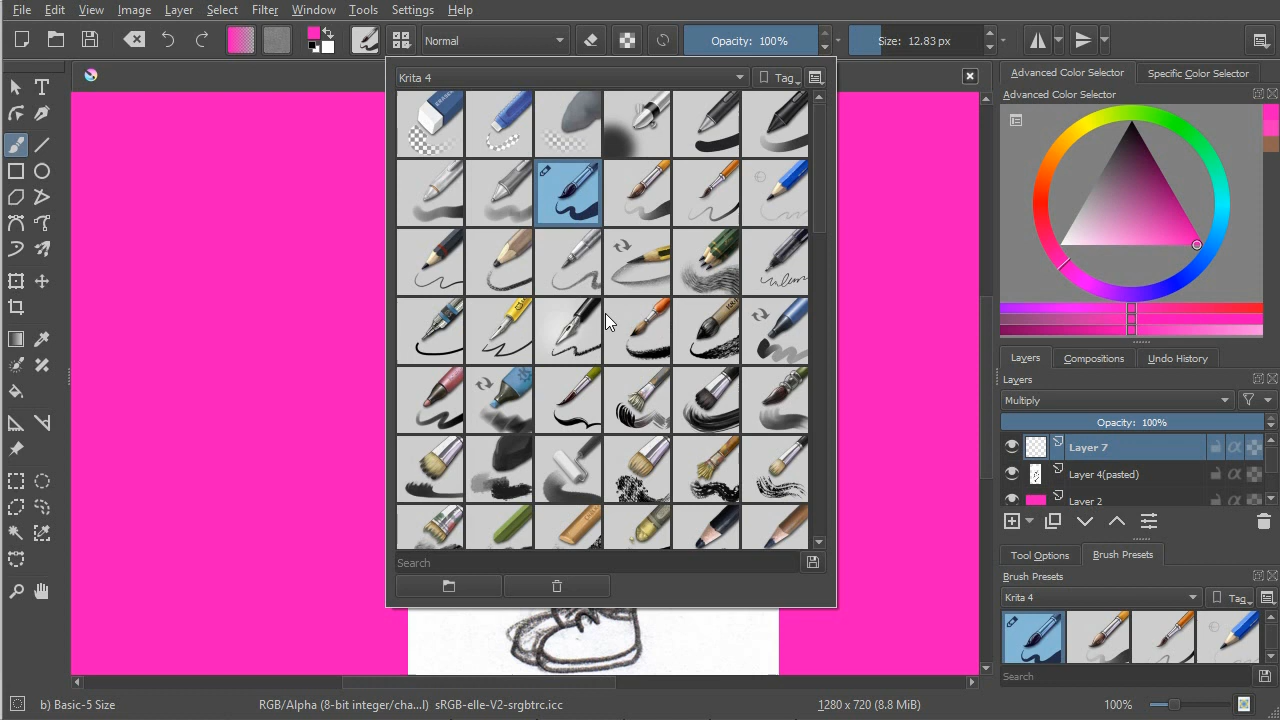 File Edit View Image Layer Select Filter Window Tools Settings Help
Normal Opacity: 100% Size: 12.83 px
Krita 4 Tag
Advanced Color Selector Specific Color Selector
Advanced Color Selector
Layers Compositions Undo History
Layers
Multiply
Opacity: 100%
Layer 7
Layer 4(pasted)
Layer 2
Tool Options Brush Presets
Brush Presets
Krita 4 Tag
Search
Search
b) Basic-5 Size RGB/Alpha (8-bit integer/cha...l) sRGB-elle-V2-srgbtrc.icc 1280 x 720 (8.8 MiB) 100%